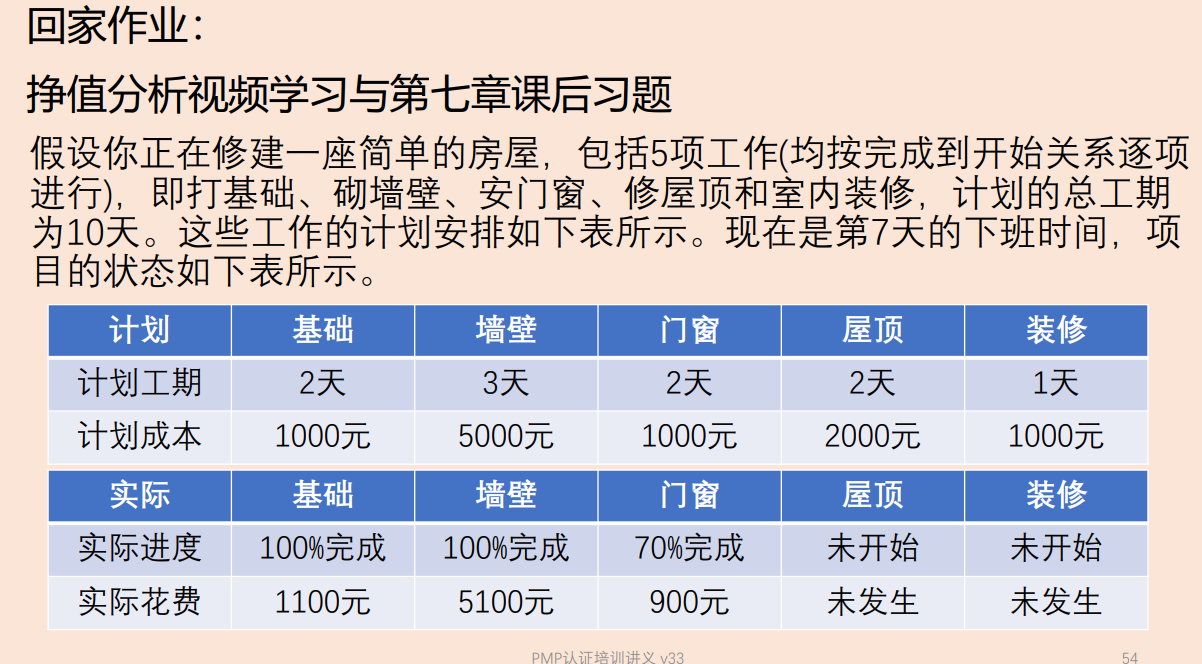 回家作业：
挣值分析视频学习与第七章课后习题
假设你正在修建一座简单的房屋，包括5项工作(均按完成到开始关系逐项
进行)，即打基础、砌墙壁、安门窗、修屋顶和室内装修，计划的总工期
为10天。这些工作的计划安排如下表所示。现在是第7天的下班时间，项
目的状态如下表所示。
计划 基础 墙壁 门窗 屋顶 装修
计划工期 2天 3天 2天 2天 1天
计划成本 1000元 5000元 1000元 2000元 1000元
实际 基础 墙壁 门窗 屋顶 装修
实际进度 100%完成 100%完成 70%完成 未开始 未开始
实际花费 1100元 5100元 900元 未发生 未发生
PMP认证培训讲义 v33 54